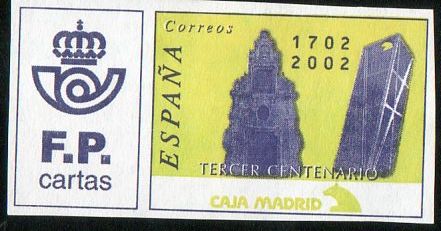 F.P.
cartas
Correos
ESPAÑA
1702
2002
TERCER CENTENARIO
CAJA MADRID